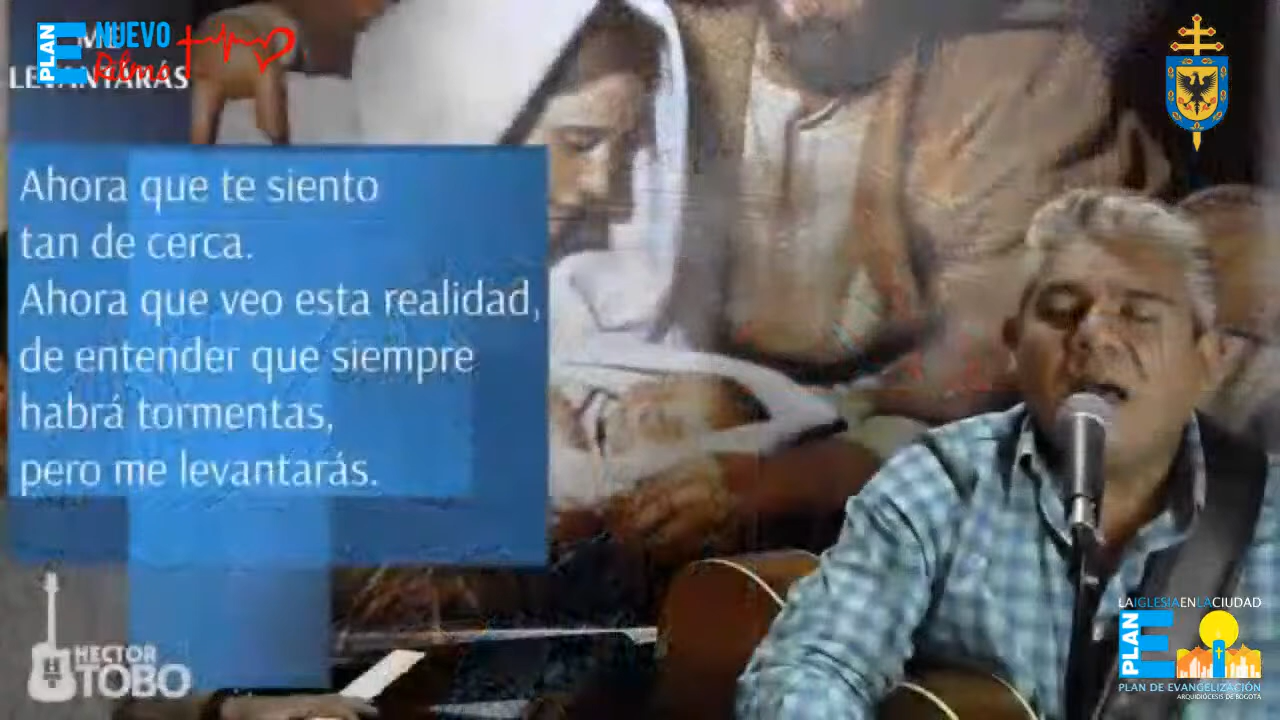 PLAN E
NUEVO
Ritmo
ME
LEVANTARÁS
Ahora que te siento
tan de cerca.
Ahora que veo esta realidad,
de entender que siempre
habrá tormentas,
pero me levantarás.
HECTOR
TOBO
LAIGLESIAENLACIUDAD
PLAN E
PLAN DE EVANGELIZACIÓN
ARQUIDIÓCESIS DE BOGOTÁ